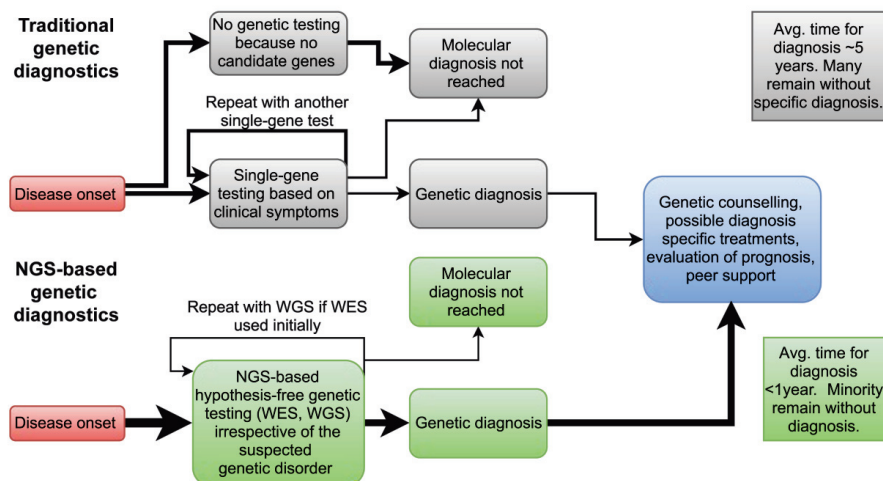 Traditional
genetic
diagnostics
No genetic testing
because no
candidate genes
Molecular
diagnosis not
reached
Avg. time for
diagnosis ~5
years. Many
remain without
specific diagnosis.
Repeat with another
single-gene test
Disease onset
Single-gene
testing based on
clinical symptoms
Genetic diagnosis
Genetic counselling,
possible diagnosis
specific treatments,
evaluation of prognosis,
peer support
NGS-based
genetic
diagnostics
Repeat with WGS if WES
used initially
Molecular
diagnosis not
reached
Disease onset
NGS-based
hypothesis-free genetic
testing (WES, WGS)
irrespective of the
suspected
genetic disorder
Genetic diagnosis
Avg. time for
diagnosis
<1year. Minority
remain without
diagnosis.